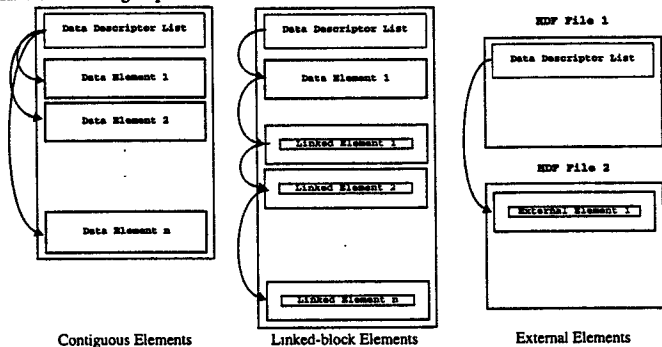 Data Descriptor List
Data Element 1
Data Element 2
Data Element n
Contiguous Elements
Data Descriptor List
Data Element 1
Linked Element 1
Linked Element 2
Linked Element n
Linked-block Elements
HDF File 1
Data Descriptor List
HDF File 2
External Element 1
External Elements